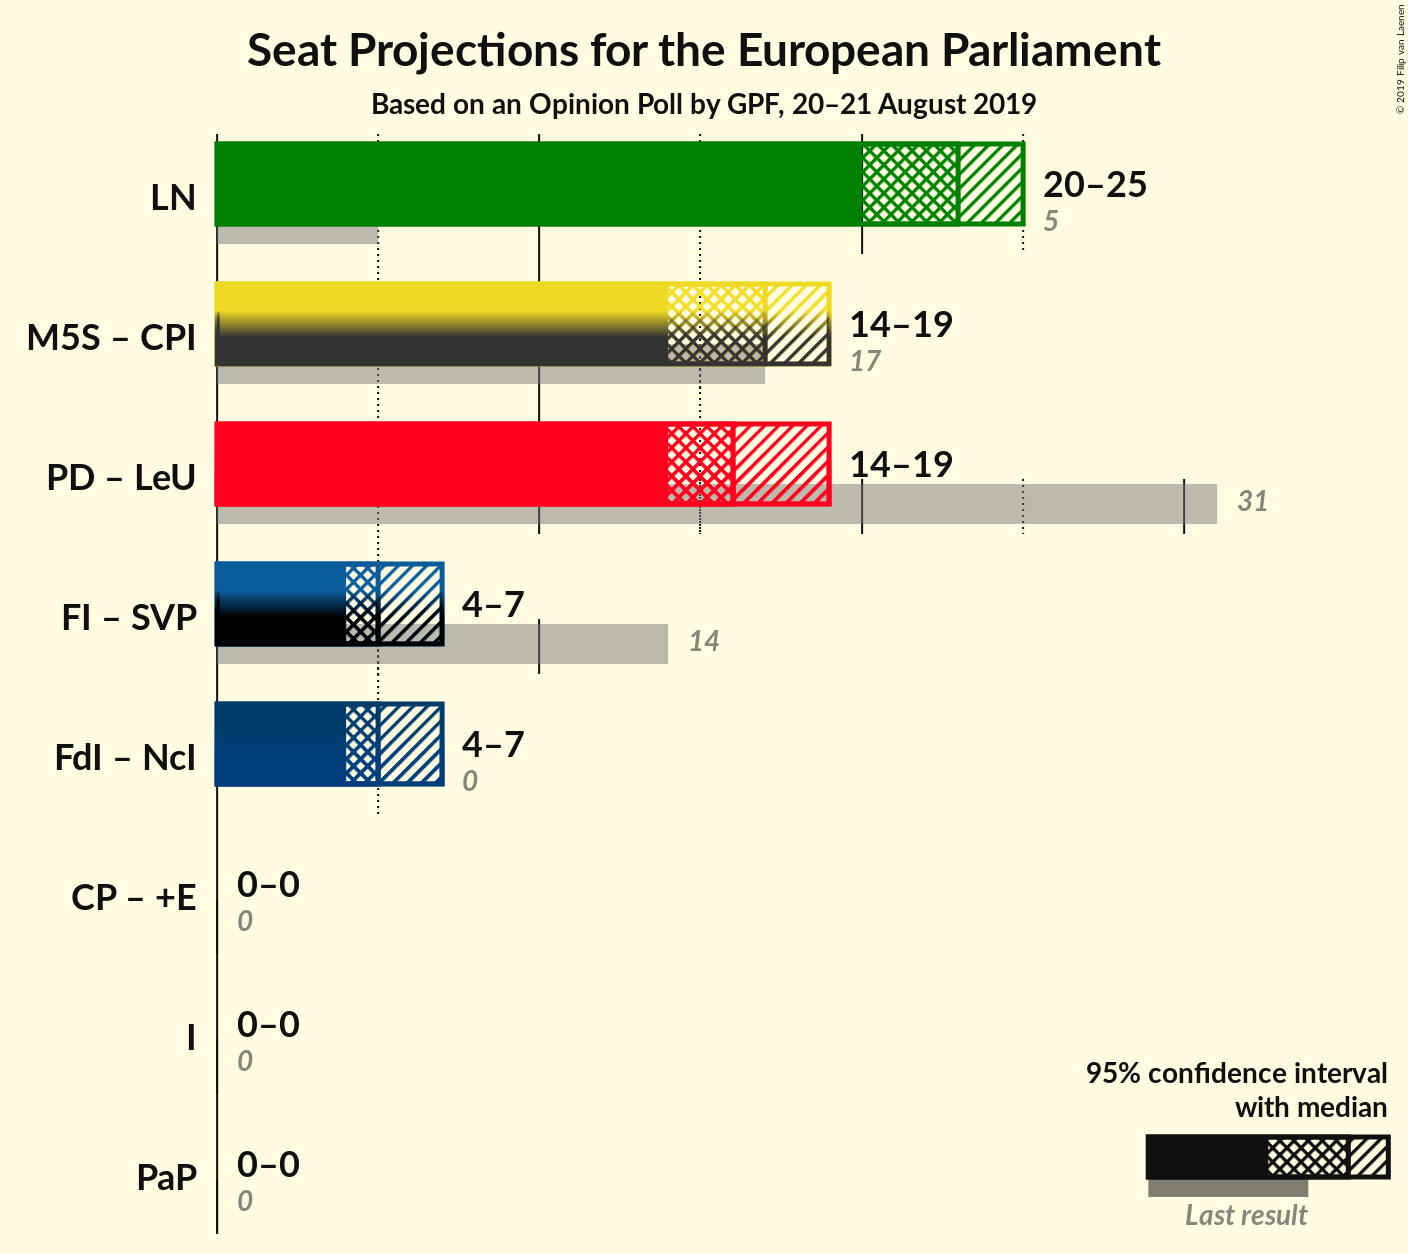 Seat Projections for the European Parliament
Based on an Opinion Poll by GPF, 20–21 August 2019
© 2019 Filip van Laenen
LN
20–25
5
M5S – CPI
14–19
17
PD – LeU
14–19
31
FI – SVP
4–7
14
FdI – NcI
4–7
0
CP – +E
0–0
0
I
0–0
0
PaP
0–0
0
95% confidence interval
with median
Last result